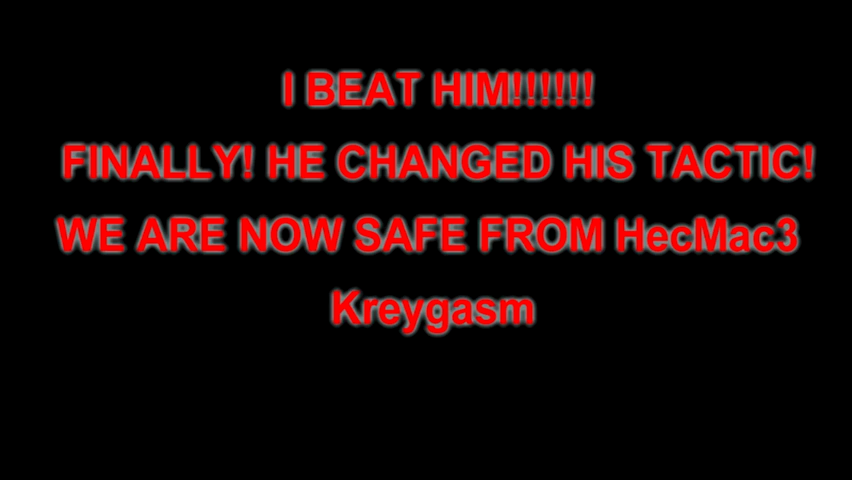 I BEAT HIM!!!!!!
FINALLY! HE CHANGED HIS TACTIC!
WE ARE NOW SAFE FROM HecMac3
Kreygasm